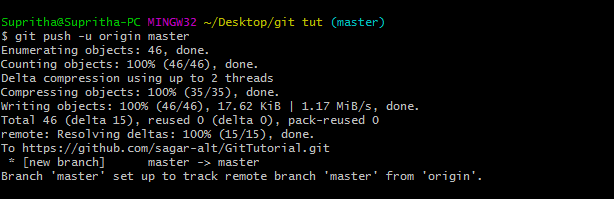 Supritha@Supritha-PC MINGW32 ~/Desktop/git tut (master)
$ git push -u origin master
Enumerating objects: 46, done.
Counting objects: 100% (46/46), done.
Delta compression using up to 2 threads
Compressing objects: 100% (35/35), done.
Writing objects: 100% (46/46), 17.62 KiB | 1.17 MiB/s, done.
Total 46 (delta 15), reused 0 (delta 0), pack-reused 0
remote: Resolving deltas: 100% (15/15), done.
To https://github.com/sagar-alt/GitTutorial.git
 * [new branch]      master -> master
Branch 'master' set up to track remote branch 'master' from 'origin'.